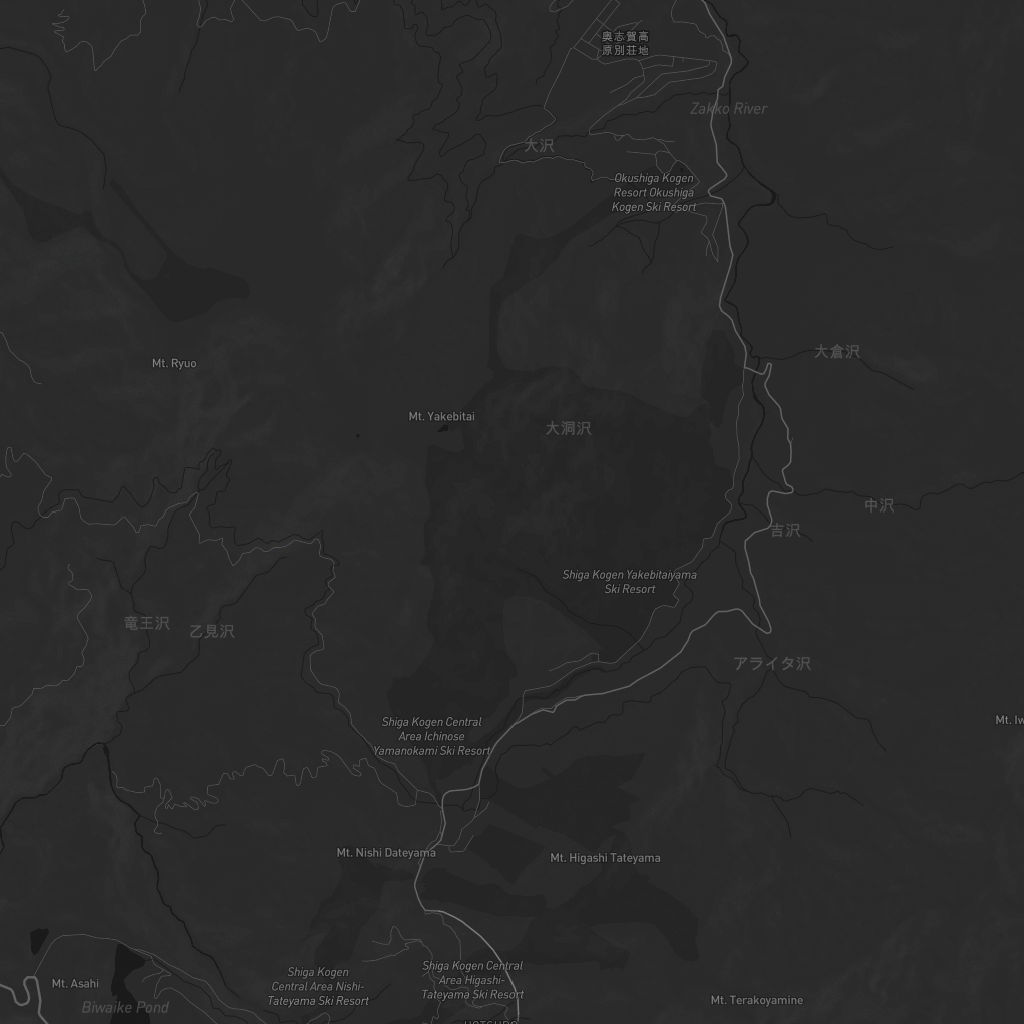 奥志賀高
原別荘地
Zakko River
大沢
Okushiga Kogen
Resort Okushiga
Kogen Ski Resort
大倉沢
Mt. Ryuo
Mt. Yakebitai
大洞沢
中沢
吉沢
Shiga Kogen Yakebitaiyama
Ski Resort
竜王沢
乙見沢
アライタ沢
Mt. Iw
Shiga Kogen Central
Area Ichinose
Yamanokami Ski Resort
Mt. Nishi Dateyama
Mt. Higashi Tateyama
Shiga Kogen
Central Area Nishi-
Tateyama Ski Resort
Shiga Kogen Central
Area Higashi-
Tateyama Ski Resort
Mt. Asahi
Biwaike Pond
Mt. Terakoyamine